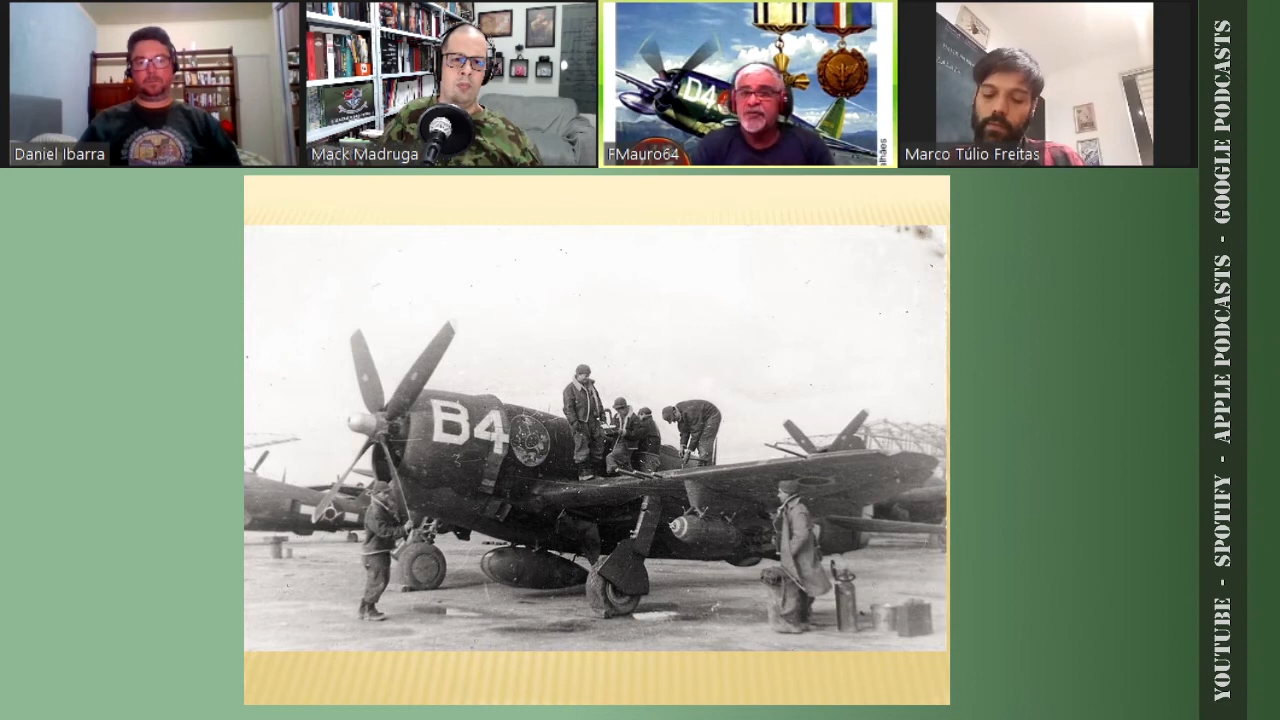 Daniel Ibarra
Mack Madruga
FMauro64
Marco Túlio Freitas
D4
B4
YOUTUBE - SPOTIFY - APPLE PODCASTS - GOOGLE PODCASTS